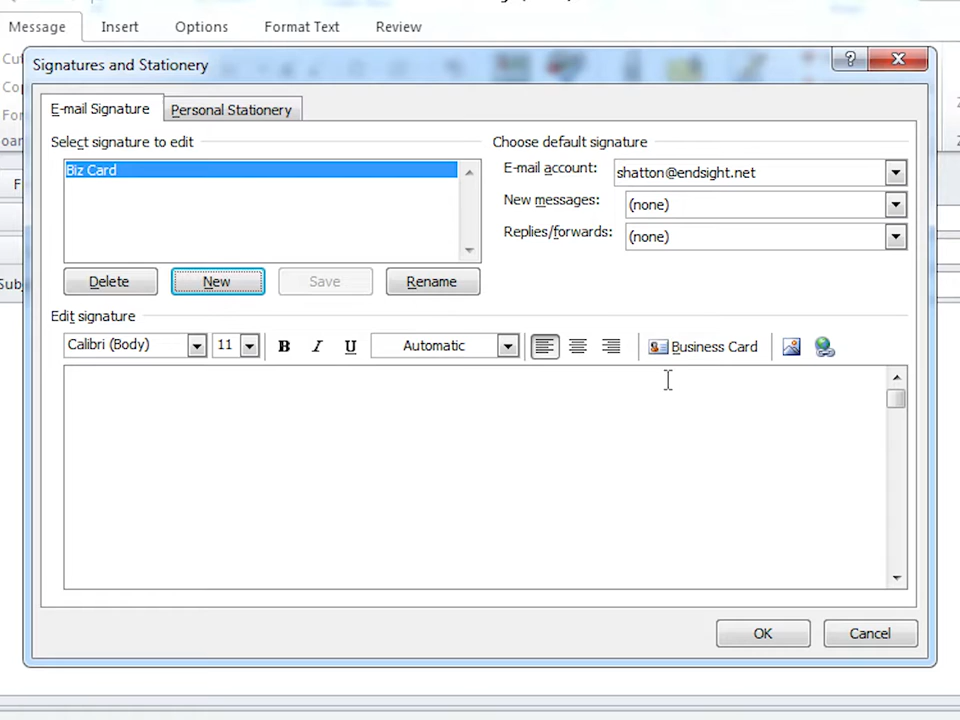 Message Insert Options Format Text Review
Signatures and Stationery ?
E-mail Signature Personal Stationery
Select signature to edit
Choose default signature
Biz Card
E-mail account: shatton@endsight.net
New messages: (none)
Replies/forwards: (none)
Delete New Save Rename
Edit signature
Calibri (Body) 11 B I U Automatic Business Card
OK Cancel